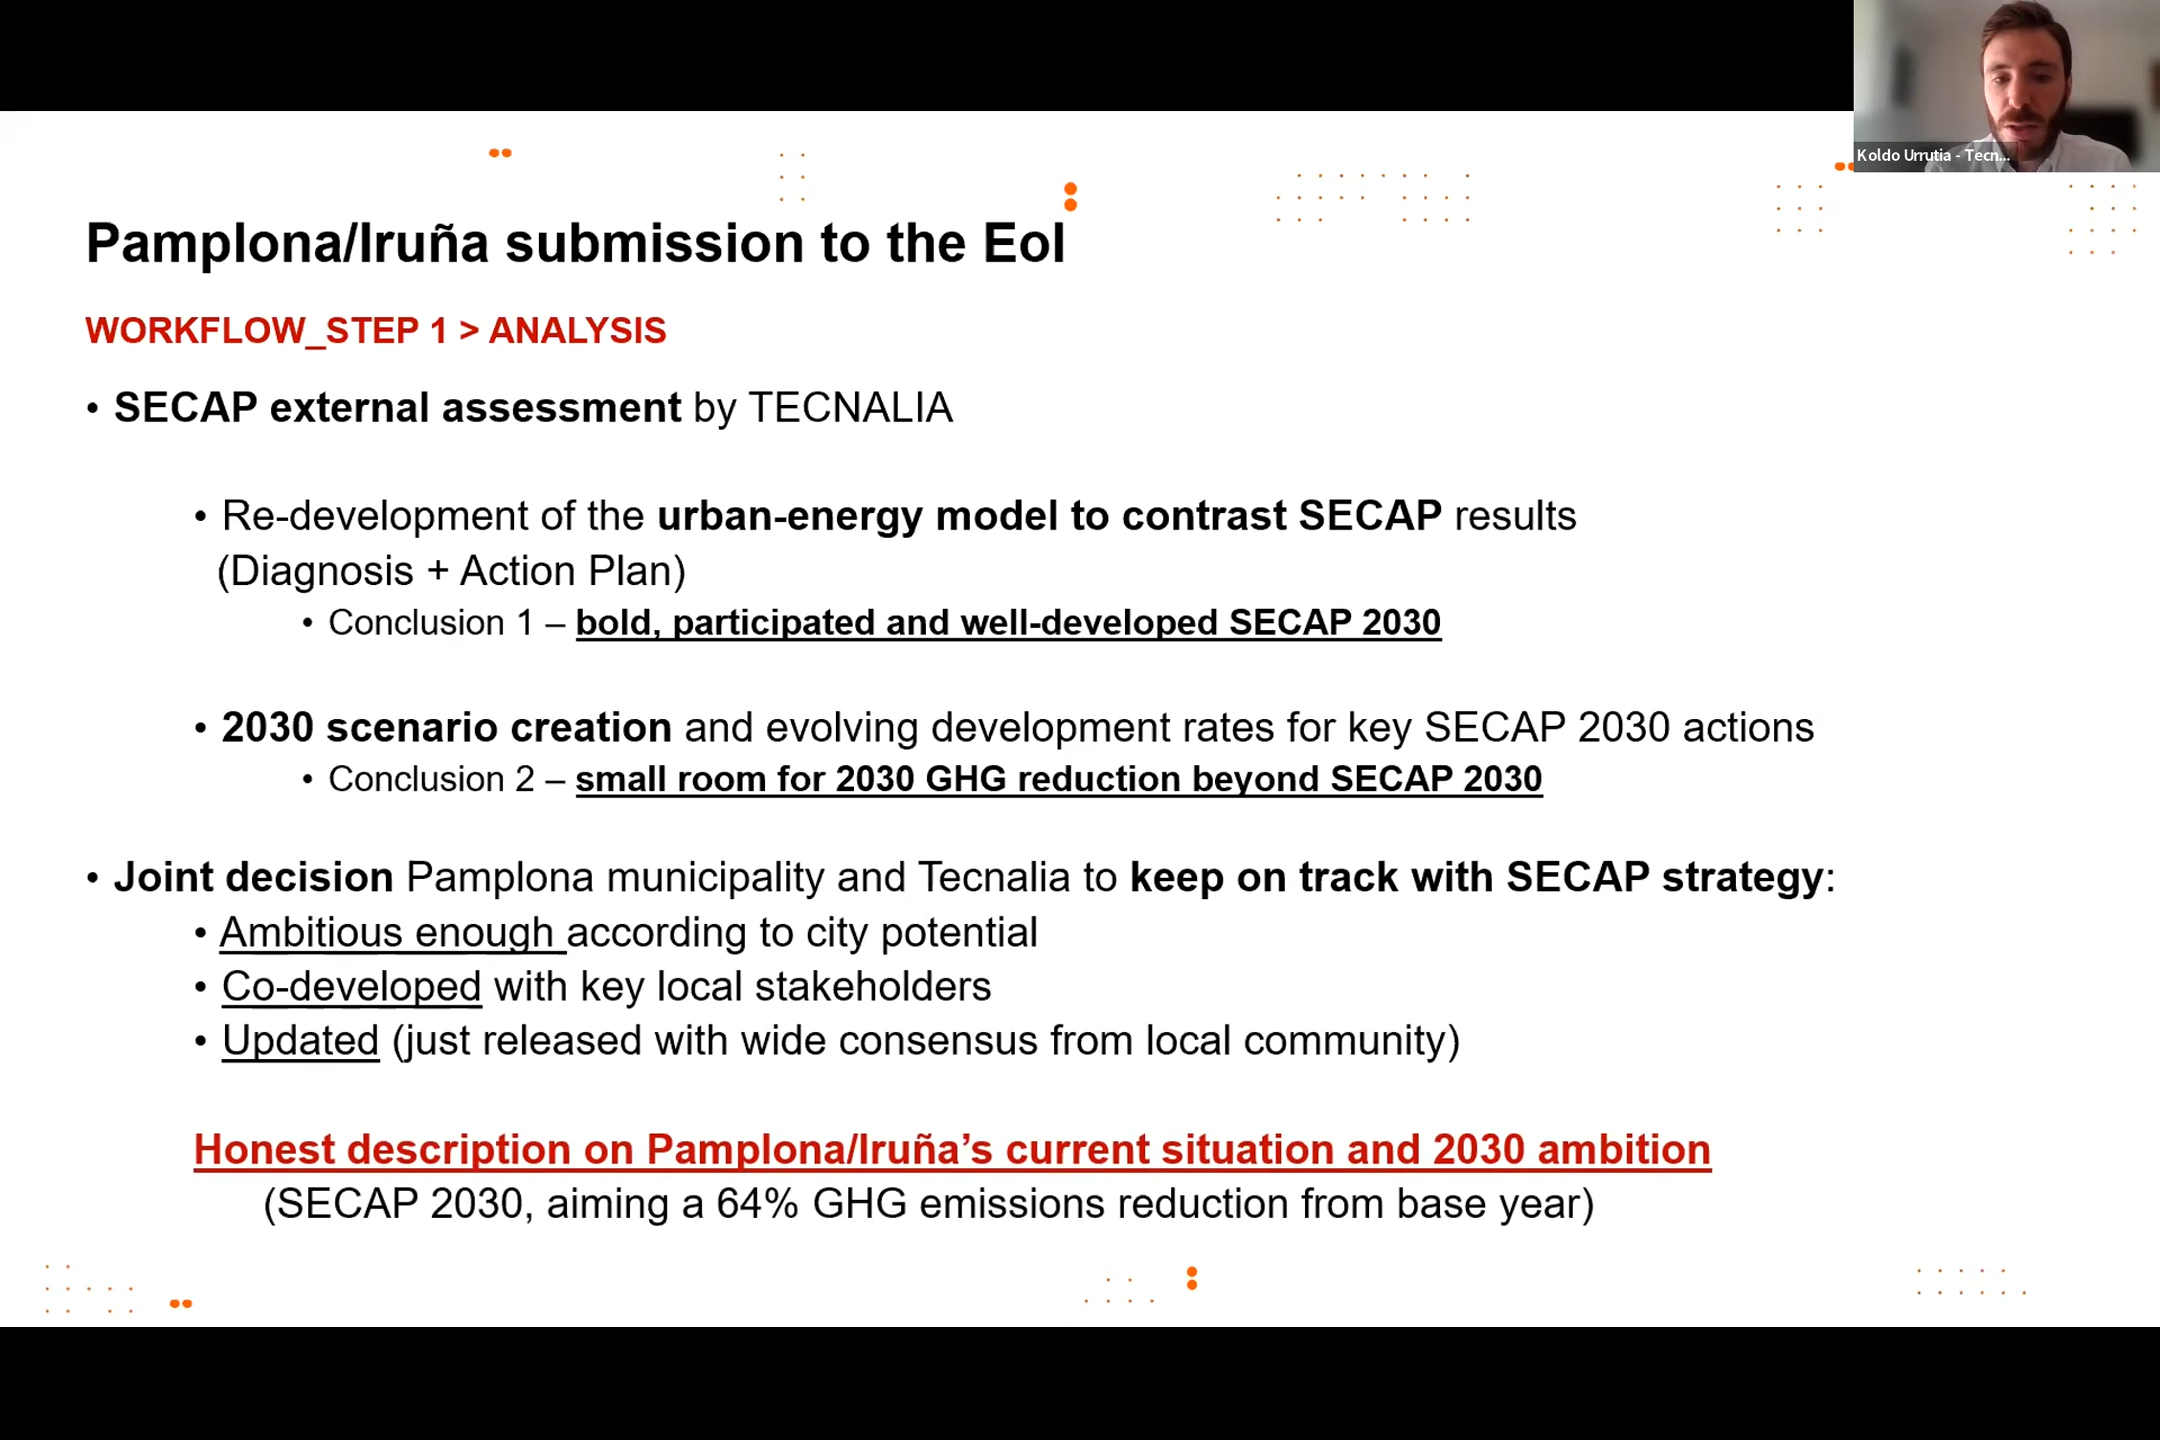 Koldo Urrutia - Tecn...
Pamplona/Iruña submission to the EoI
WORKFLOW_STEP 1 > ANALYSIS
• SECAP external assessment by TECNALIA
• Re-development of the urban-energy model to contrast SECAP results
(Diagnosis + Action Plan)
• Conclusion 1 – bold, participated and well-developed SECAP 2030
• 2030 scenario creation and evolving development rates for key SECAP 2030 actions
• Conclusion 2 – small room for 2030 GHG reduction beyond SECAP 2030
• Joint decision Pamplona municipality and Tecnalia to keep on track with SECAP strategy:
• Ambitious enough according to city potential
• Co-developed with key local stakeholders
• Updated (just released with wide consensus from local community)
Honest description on Pamplona/Iruña’s current situation and 2030 ambition
(SECAP 2030, aiming a 64% GHG emissions reduction from base year)